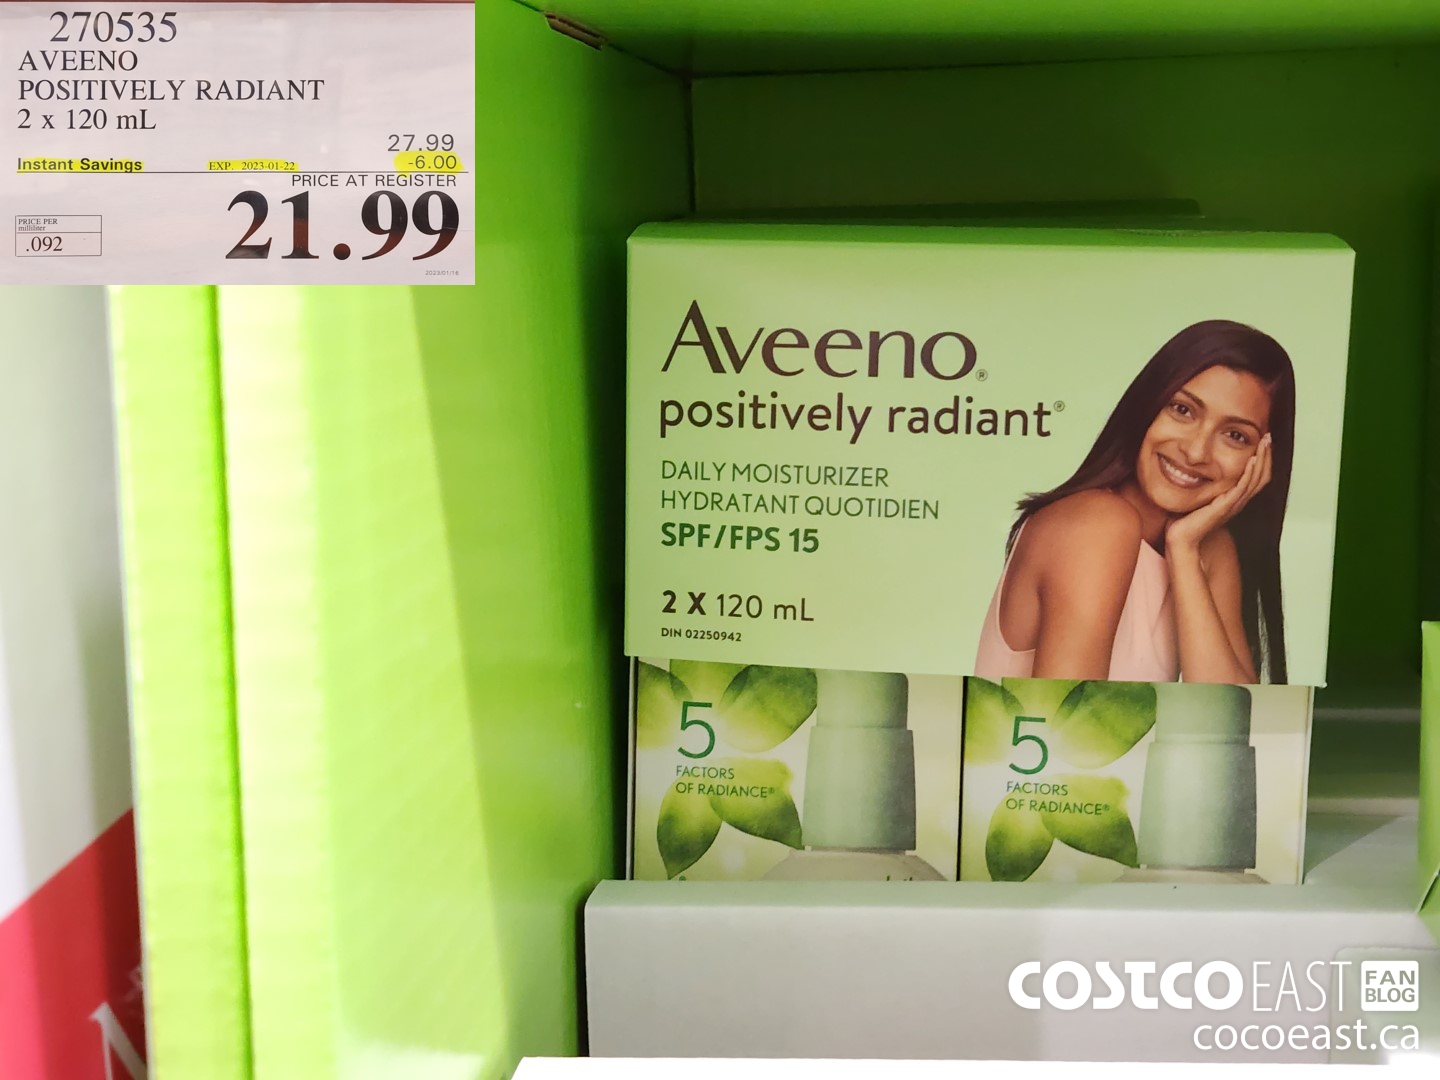 270535
AVEENO
POSITIVELY RADIANT
2 x 120 mL
27.99
Instant Savings EXP. 2023-01-22 -6.00
PRICE AT REGISTER
21.99
PRICE PER
milliliter
.092
2023/01/16
Aveeno®
positively radiant®
DAILY MOISTURIZER
HYDRATANT QUOTIDIEN
SPF/FPS 15
2 X 120 mL
DIN 02250942
5
FACTORS
OF RADIANCE®
5
FACTORS
OF RADIANCE®
COSTCO EAST FAN BLOG
cocoeast.ca